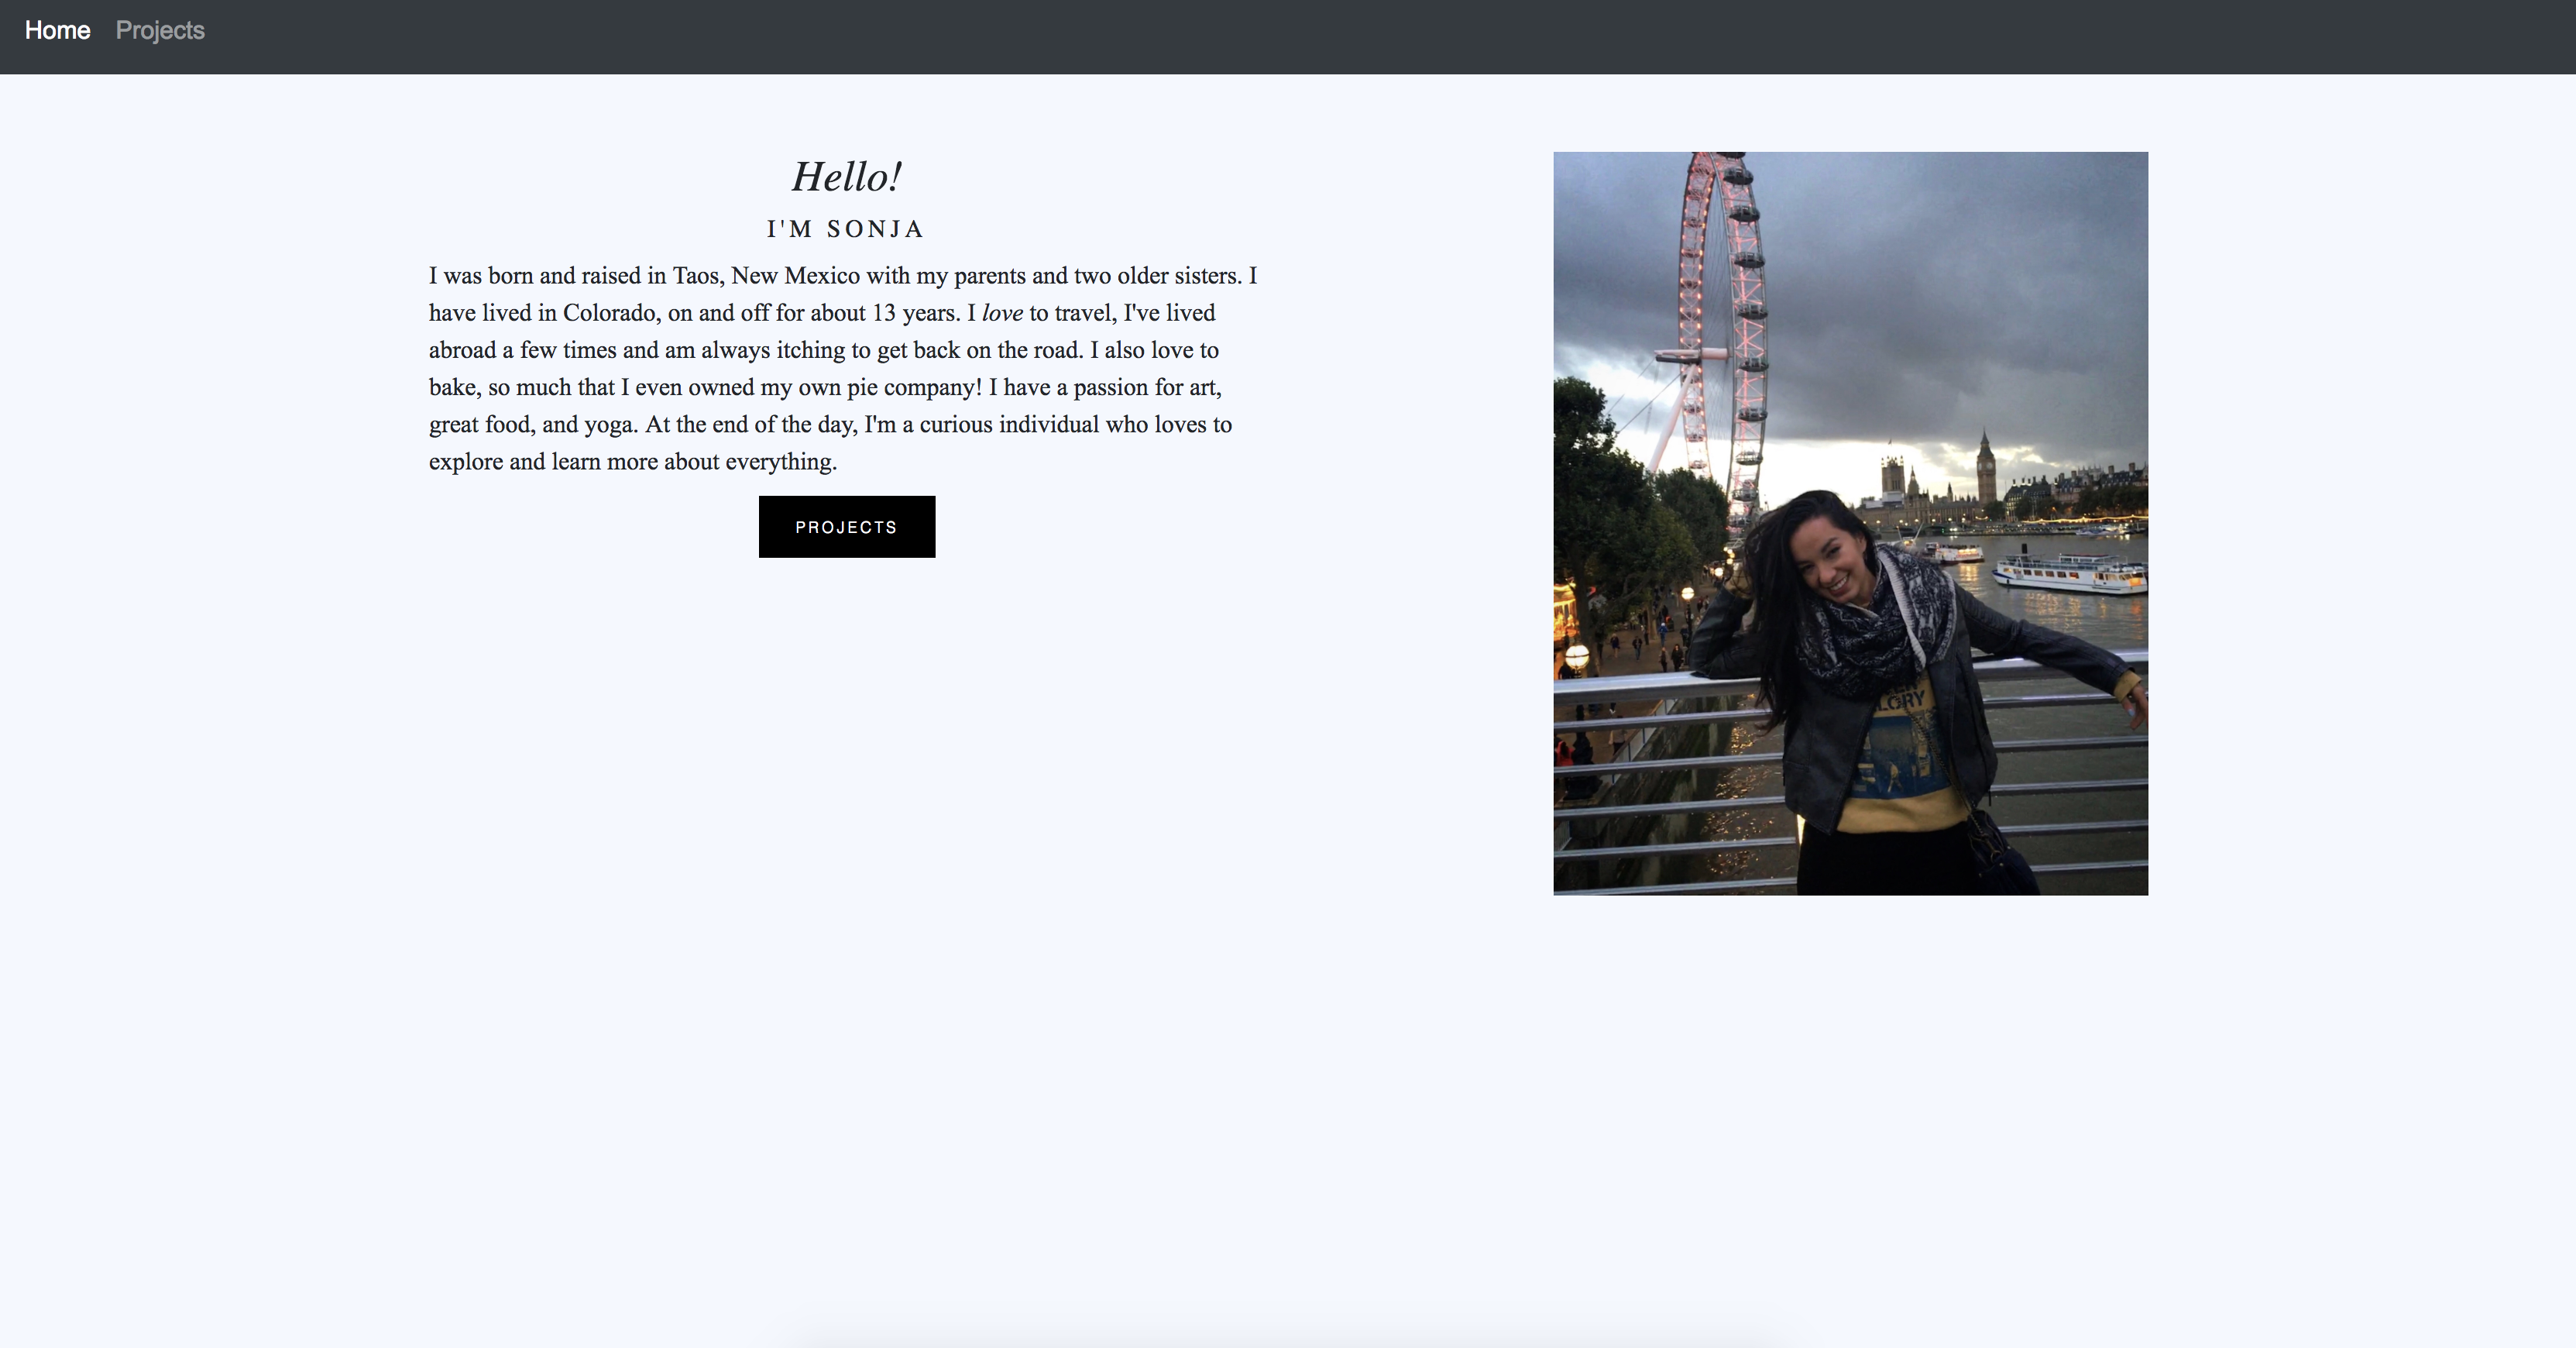 Home Projects
Hello!
I'M SONJA
I was born and raised in Taos, New Mexico with my parents and two older sisters. I
have lived in Colorado, on and off for about 13 years. I love to travel, I've lived
abroad a few times and am always itching to get back on the road. I also love to
bake, so much that I even owned my own pie company! I have a passion for art,
great food, and yoga. At the end of the day, I'm a curious individual who loves to
explore and learn more about everything.
PROJECTS